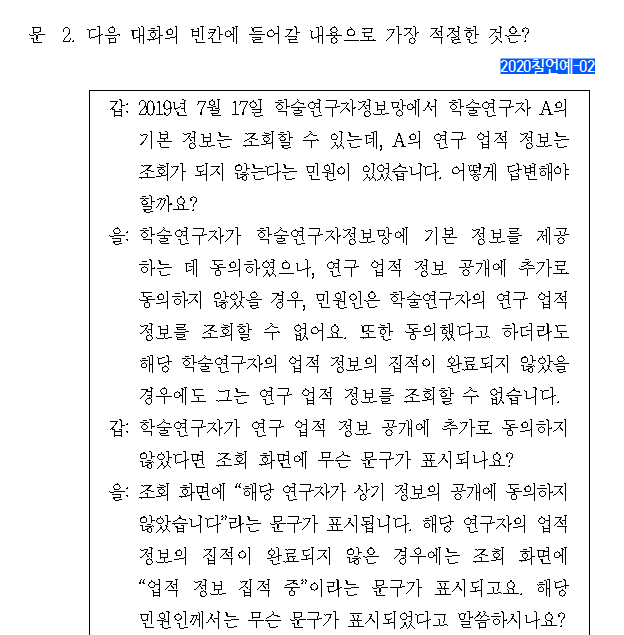 문 2. 다음 대화의 빈칸에 들어갈 내용으로 가장 적절한 것은?
2020침언예-02
갑: 2019년 7월 17일 학술연구자정보망에서 학술연구자 A의
기본 정보는 조회할 수 있는데, A의 연구 업적 정보는
조회가 되지 않는다는 민원이 있었습니다. 어떻게 답변해야
할까요?
을: 학술연구자가 학술연구자정보망에 기본 정보를 제공
하는 데 동의하였으나, 연구 업적 정보 공개에 추가로
동의하지 않았을 경우, 민원인은 학술연구자의 연구 업적
정보를 조회할 수 없어요. 또한 동의했다고 하더라도
해당 학술연구자의 업적 정보의 집적이 완료되지 않았을
경우에도 그는 연구 업적 정보를 조회할 수 없습니다.
갑: 학술연구자가 연구 업적 정보 공개에 추가로 동의하지
않았다면 조회 화면에 무슨 문구가 표시되나요?
을: 조회 화면에 “해당 연구자가 상기 정보의 공개에 동의하지
않았습니다”라는 문구가 표시됩니다. 해당 연구자의 업적
정보의 집적이 완료되지 않은 경우에는 조회 화면에
“업적 정보 집적 중”이라는 문구가 표시되고요. 해당
민원인께서는 무슨 문구가 표시되었다고 말씀하시나요?